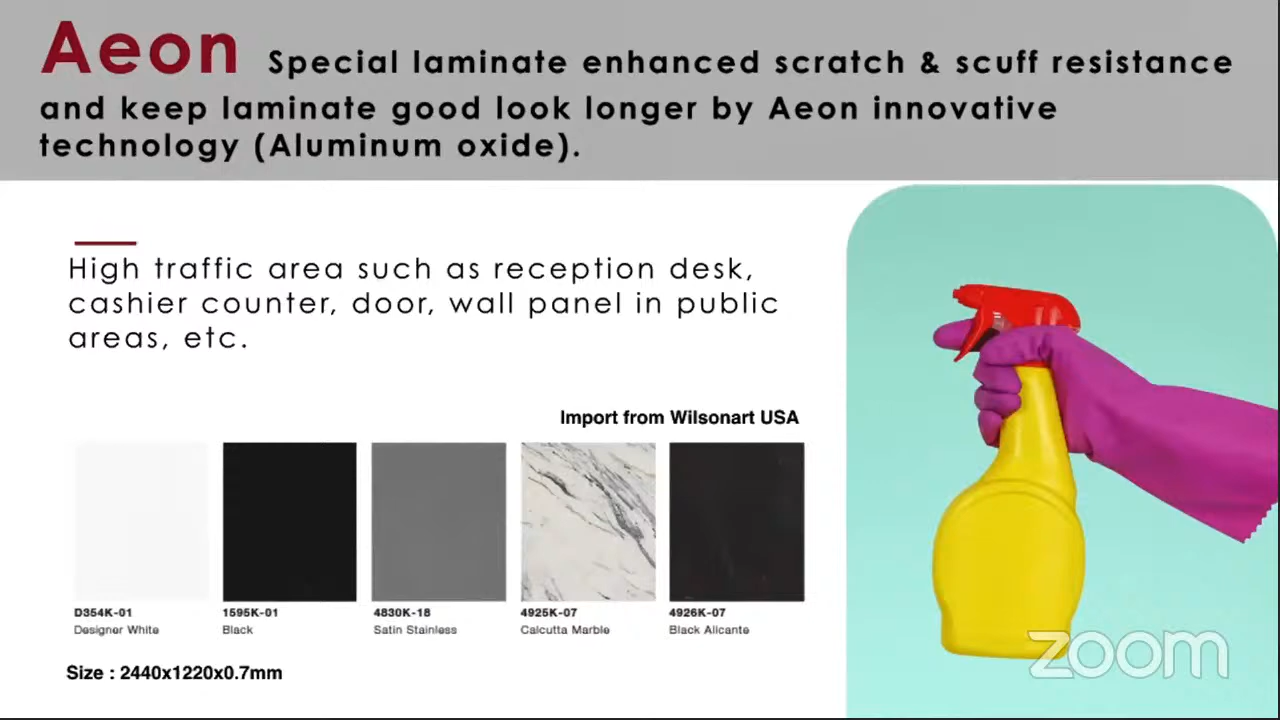 Aeon Special laminate enhanced scratch & scuff resistance
and keep laminate good look longer by Aeon innovative
technology (Aluminum oxide).
High traffic area such as reception desk,
cashier counter, door, wall panel in public
areas, etc.
Import from Wilsonart USA
D354K-01
Designer White
1595K-01
Black
4830K-18
Satin Stainless
4925K-07
Calcutta Marble
4926K-07
Black Alicante
Size : 2440x1220x0.7mm
zoom